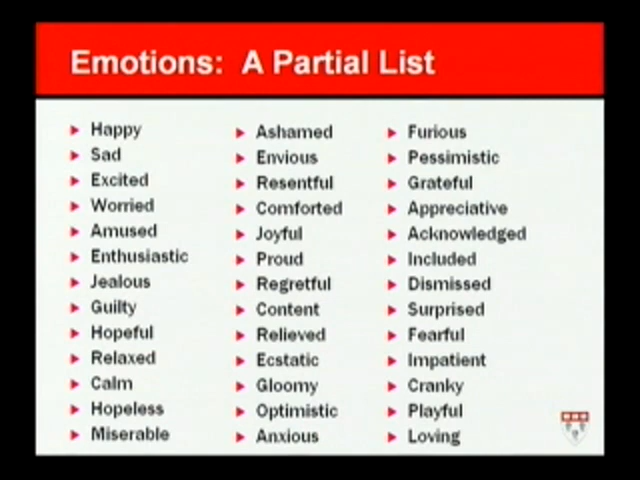 Emotions: A Partial List
Happy
Sad
Excited
Worried
Amused
Enthusiastic
Jealous
Guilty
Hopeful
Relaxed
Calm
Hopeless
Miserable
Ashamed
Envious
Resentful
Comforted
Joyful
Proud
Regretful
Content
Relieved
Ecstatic
Gloomy
Optimistic
Anxious
Furious
Pessimistic
Grateful
Appreciative
Acknowledged
Included
Dismissed
Surprised
Fearful
Impatient
Cranky
Playful
Loving